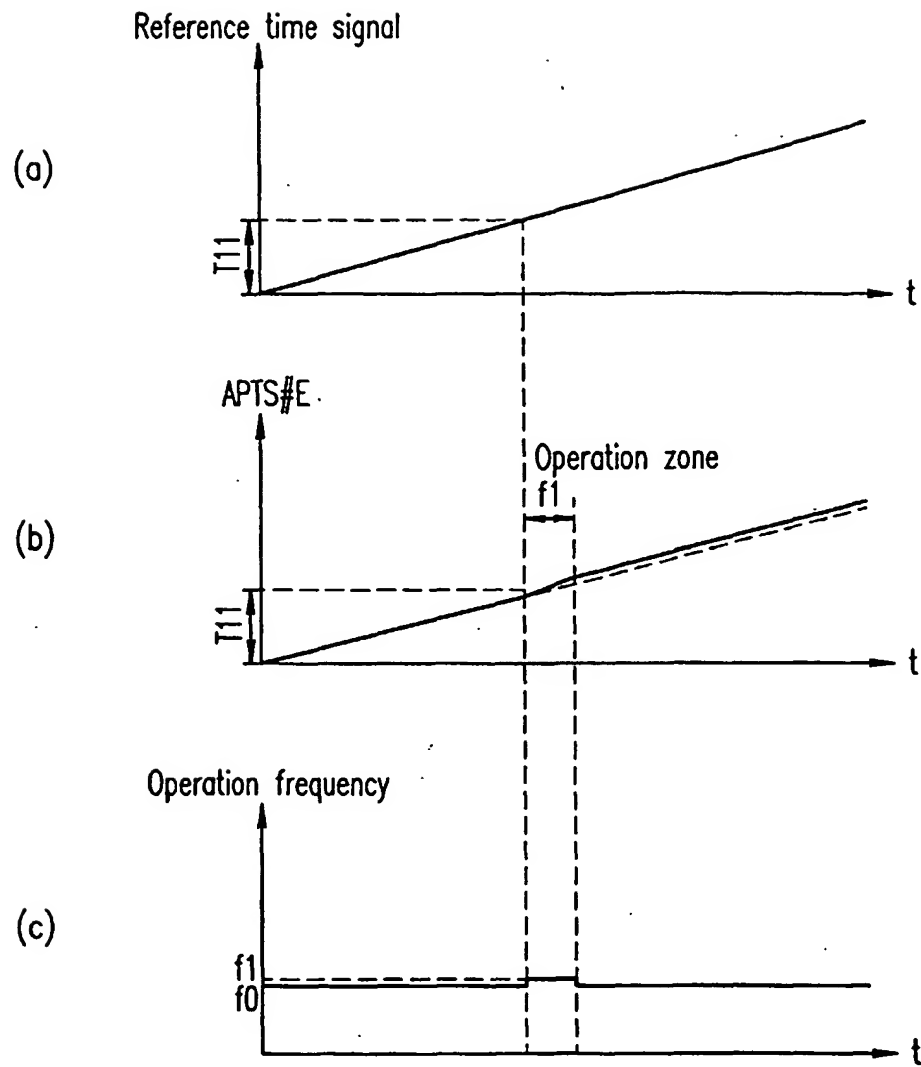 Reference time signal
(a)
T11
t
APTS#E
Operation zone
f1
(b)
T11
t
Operation frequency
(c)
f1
f0
t